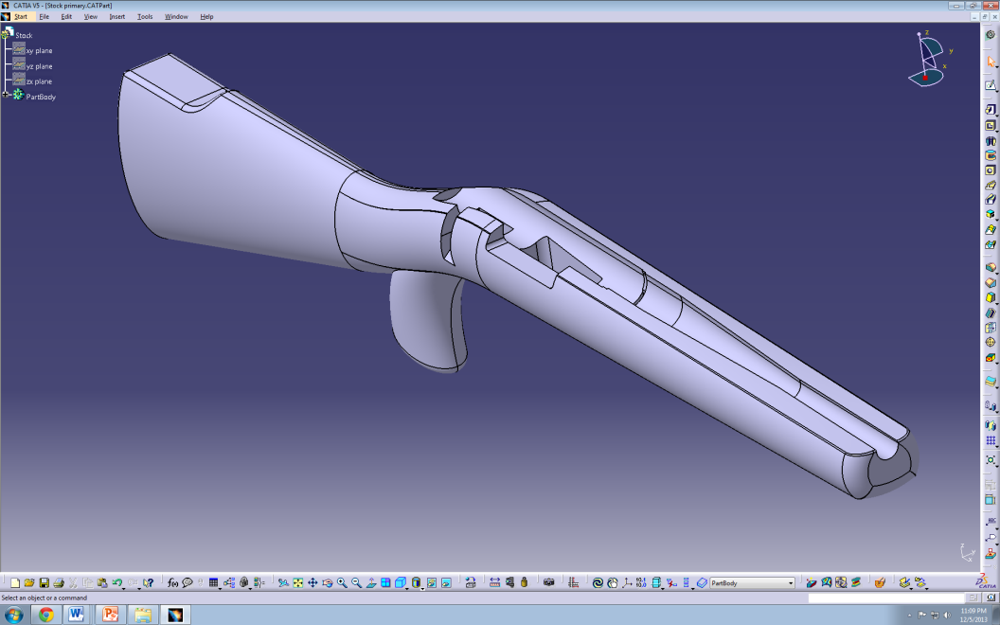 CATIA V5 - [Stock primary.CATPart]
Start File Edit View Insert Tools Window Help
Stock
xy plane
yz plane
zx plane
PartBody
z
y
x
z
y
x
PartBody
CATIA
Select an object or a command
11:09 PM
12/5/2013